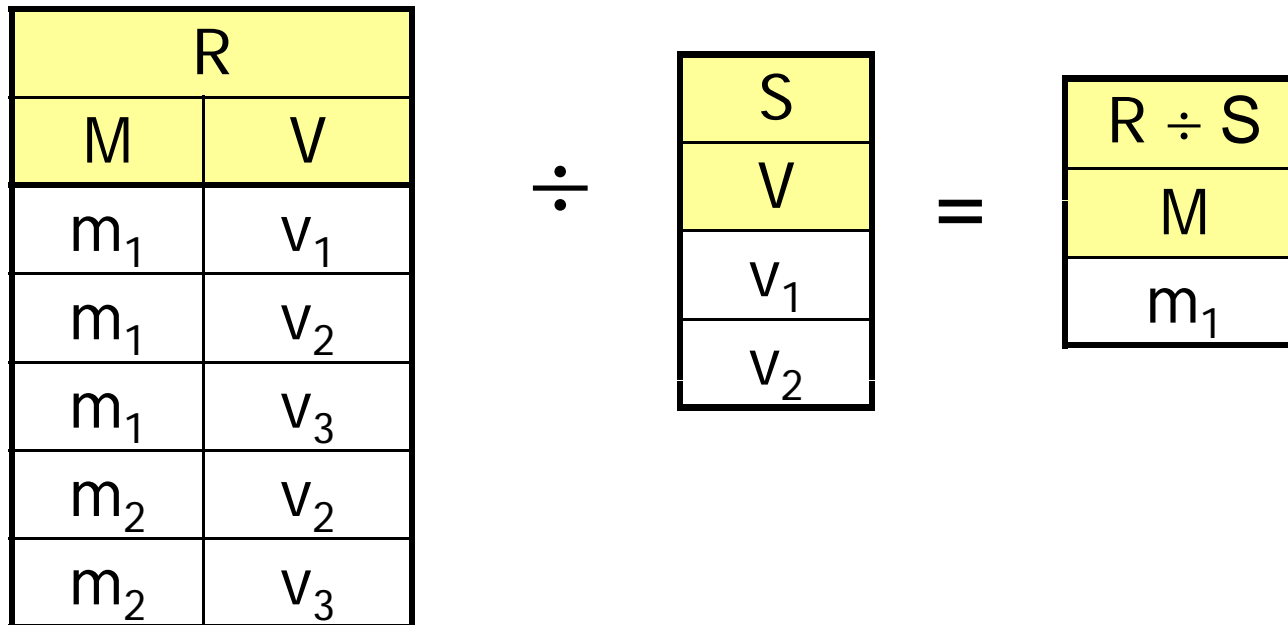 R
M V
m₁ v₁
m₁ v₂
m₁ v₃
m₂ v₂
m₂ v₃
÷
S
V
v₁
v₂
=
R ÷ S
M
m₁